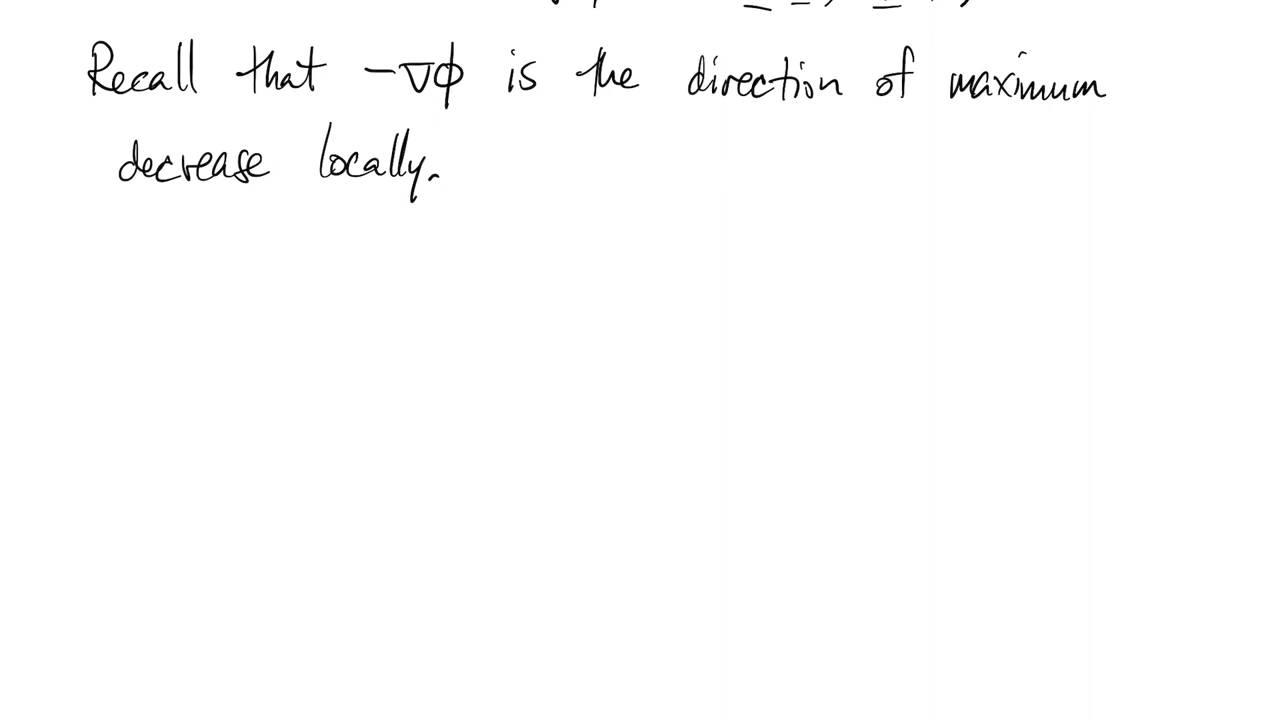 Recall that -∇ϕ is the direction of maximum
decrease locally.